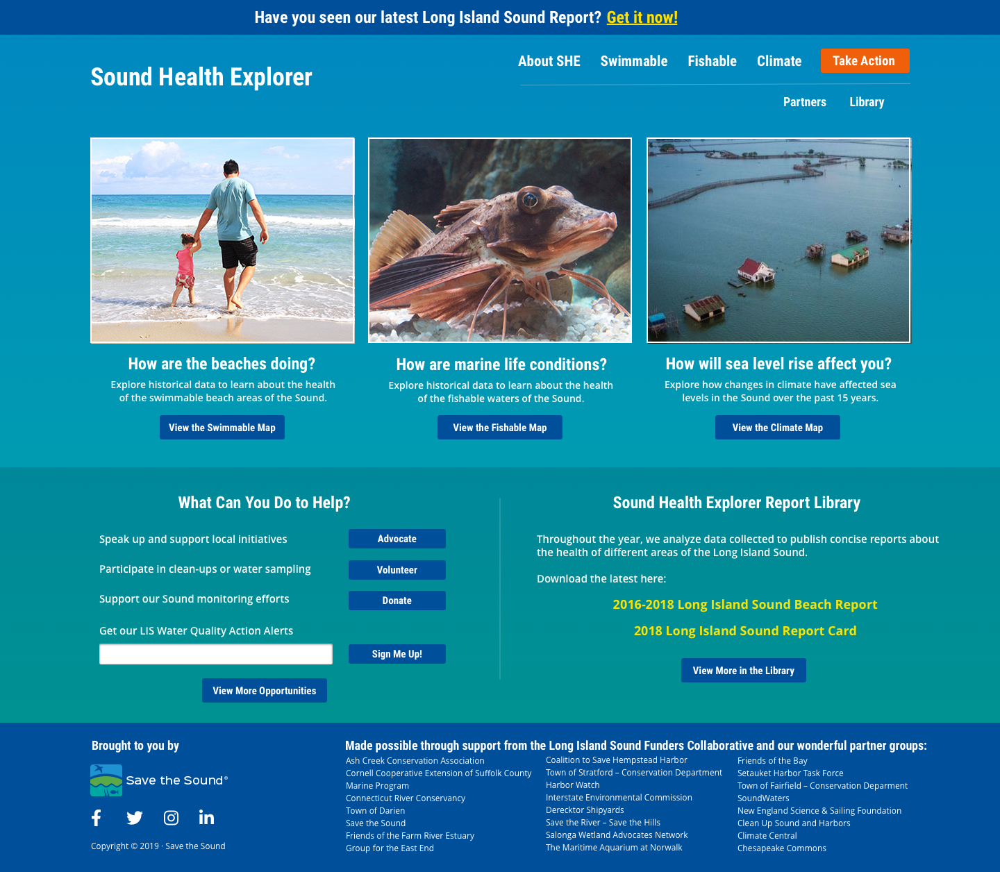 Have you seen our latest Long Island Sound Report? Get it now!
Sound Health Explorer
About SHE Swimmable Fishable Climate Take Action
Partners Library
How are the beaches doing?
Explore historical data to learn about the health
of the swimmable beach areas of the Sound.
View the Swimmable Map
How are marine life conditions?
Explore historical data to learn about the health
of the fishable waters of the Sound.
View the Fishable Map
How will sea level rise affect you?
Explore how changes in climate have affected sea
levels in the Sound over the past 15 years.
View the Climate Map
What Can You Do to Help?
Speak up and support local initiatives
Advocate
Participate in clean-ups or water sampling
Volunteer
Support our Sound monitoring efforts
Donate
Get our LIS Water Quality Action Alerts
Sign Me Up!
View More Opportunities
Sound Health Explorer Report Library
Throughout the year, we analyze data collected to publish concise reports about
the health of different areas of the Long Island Sound.
Download the latest here:
2016-2018 Long Island Sound Beach Report
2018 Long Island Sound Report Card
View More in the Library
Brought to you by
Save the Sound®
Copyright © 2019 · Save the Sound
Made possible through support from the Long Island Sound Funders Collaborative and our wonderful partner groups:
Ash Creek Conservation Association
Cornell Cooperative Extension of Suffolk County
Marine Program
Connecticut River Conservancy
Town of Darien
Save the Sound
Friends of the Farm River Estuary
Group for the East End
Coalition to Save Hempstead Harbor
Town of Stratford – Conservation Department
Harbor Watch
Interstate Environmental Commission
Derecktor Shipyards
Save the River – Save the Hills
Salonga Wetland Advocates Network
The Maritime Aquarium at Norwalk
Friends of the Bay
Setauket Harbor Task Force
Town of Fairfield – Conservation Deparment
SoundWaters
New England Science & Sailing Foundation
Clean Up Sound and Harbors
Climate Central
Chesapeake Commons